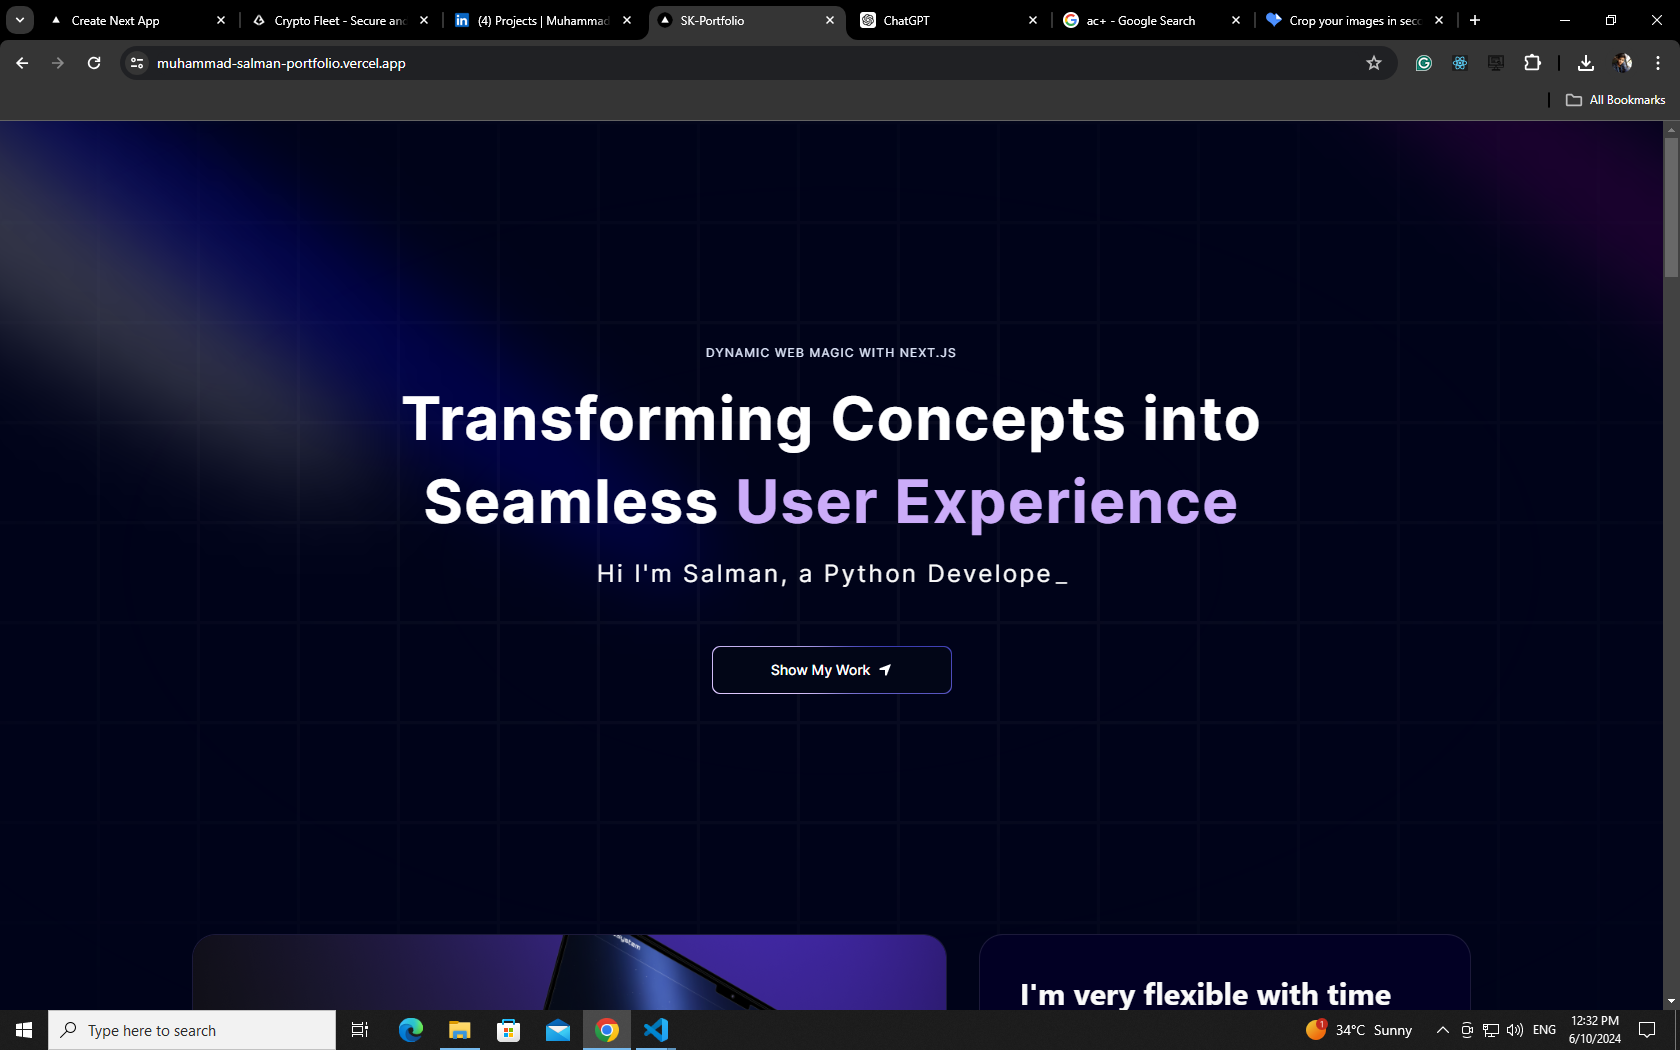 Create Next App
Crypto Fleet - Secure and
(4) Projects | Muhammad
SK-Portfolio
ChatGPT
ac+ - Google Search
Crop your images in seco
muhammad-salman-portfolio.vercel.app
All Bookmarks
DYNAMIC WEB MAGIC WITH NEXT.JS
Transforming Concepts into
Seamless User Experience
Hi I'm Salman, a Python Develope_
Show My Work
I'm very flexible with time
Type here to search
1
34°C Sunny
ENG
12:32 PM
6/10/2024